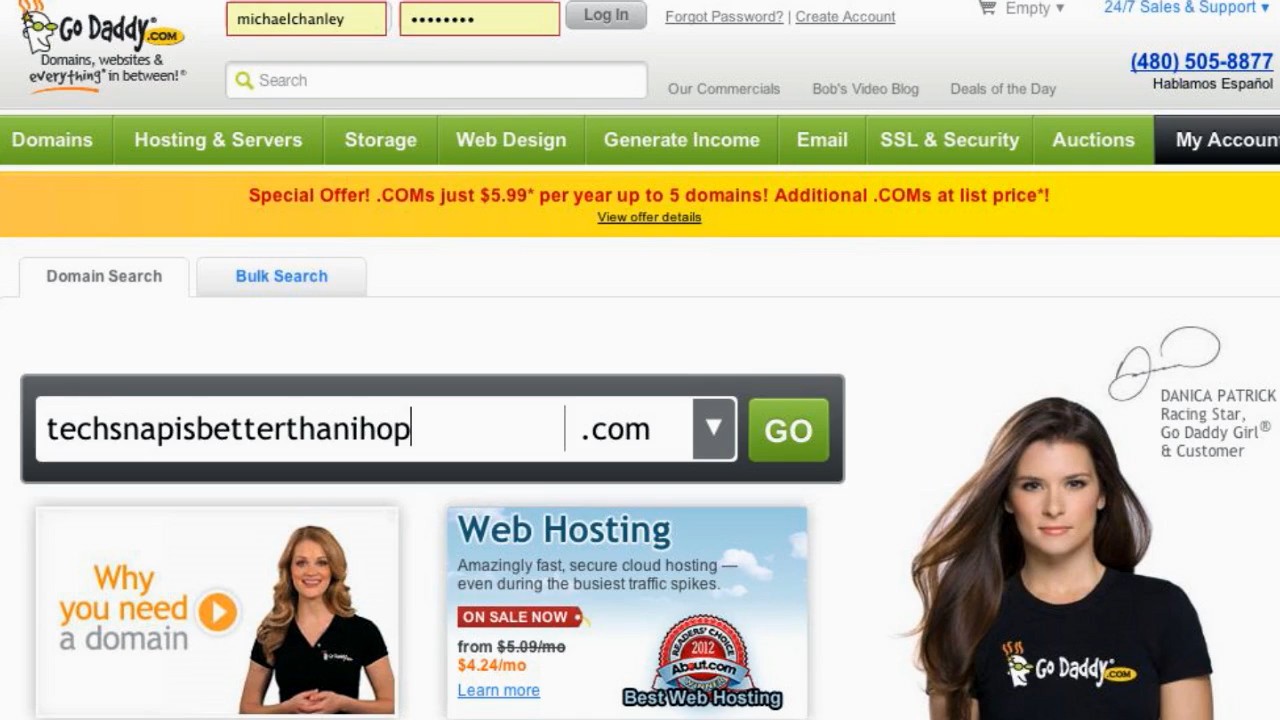 michaelchanley
••••••••
Log In
Forgot Password? | Create Account
Empty ▼
24/7 Sales & Support ▼
Go Daddy.COM
Domains, websites &
everything* in between!®
Search
Our Commercials
Bob's Video Blog
Deals of the Day
(480) 505-8877
Hablamos Español
Domains
Hosting & Servers
Storage
Web Design
Generate Income
Email
SSL & Security
Auctions
My Accoun
Special Offer! .COMs just $5.99* per year up to 5 domains! Additional .COMs at list price*!
View offer details
Domain Search
Bulk Search
techsnapisbetterthanihop
.com
▼
GO
DANICA PATRICK
Racing Star,
Go Daddy Girl®
& Customer
Why
you need
a domain
Go Daddy
Web Hosting
Amazingly fast, secure cloud hosting —
even during the busiest traffic spikes.
ON SALE NOW
from $5.09/mo
$4.24/mo
Learn more
READERS' CHOICE
2012
About.com
AWARDS
Best Web Hosting
Go Daddy.COM